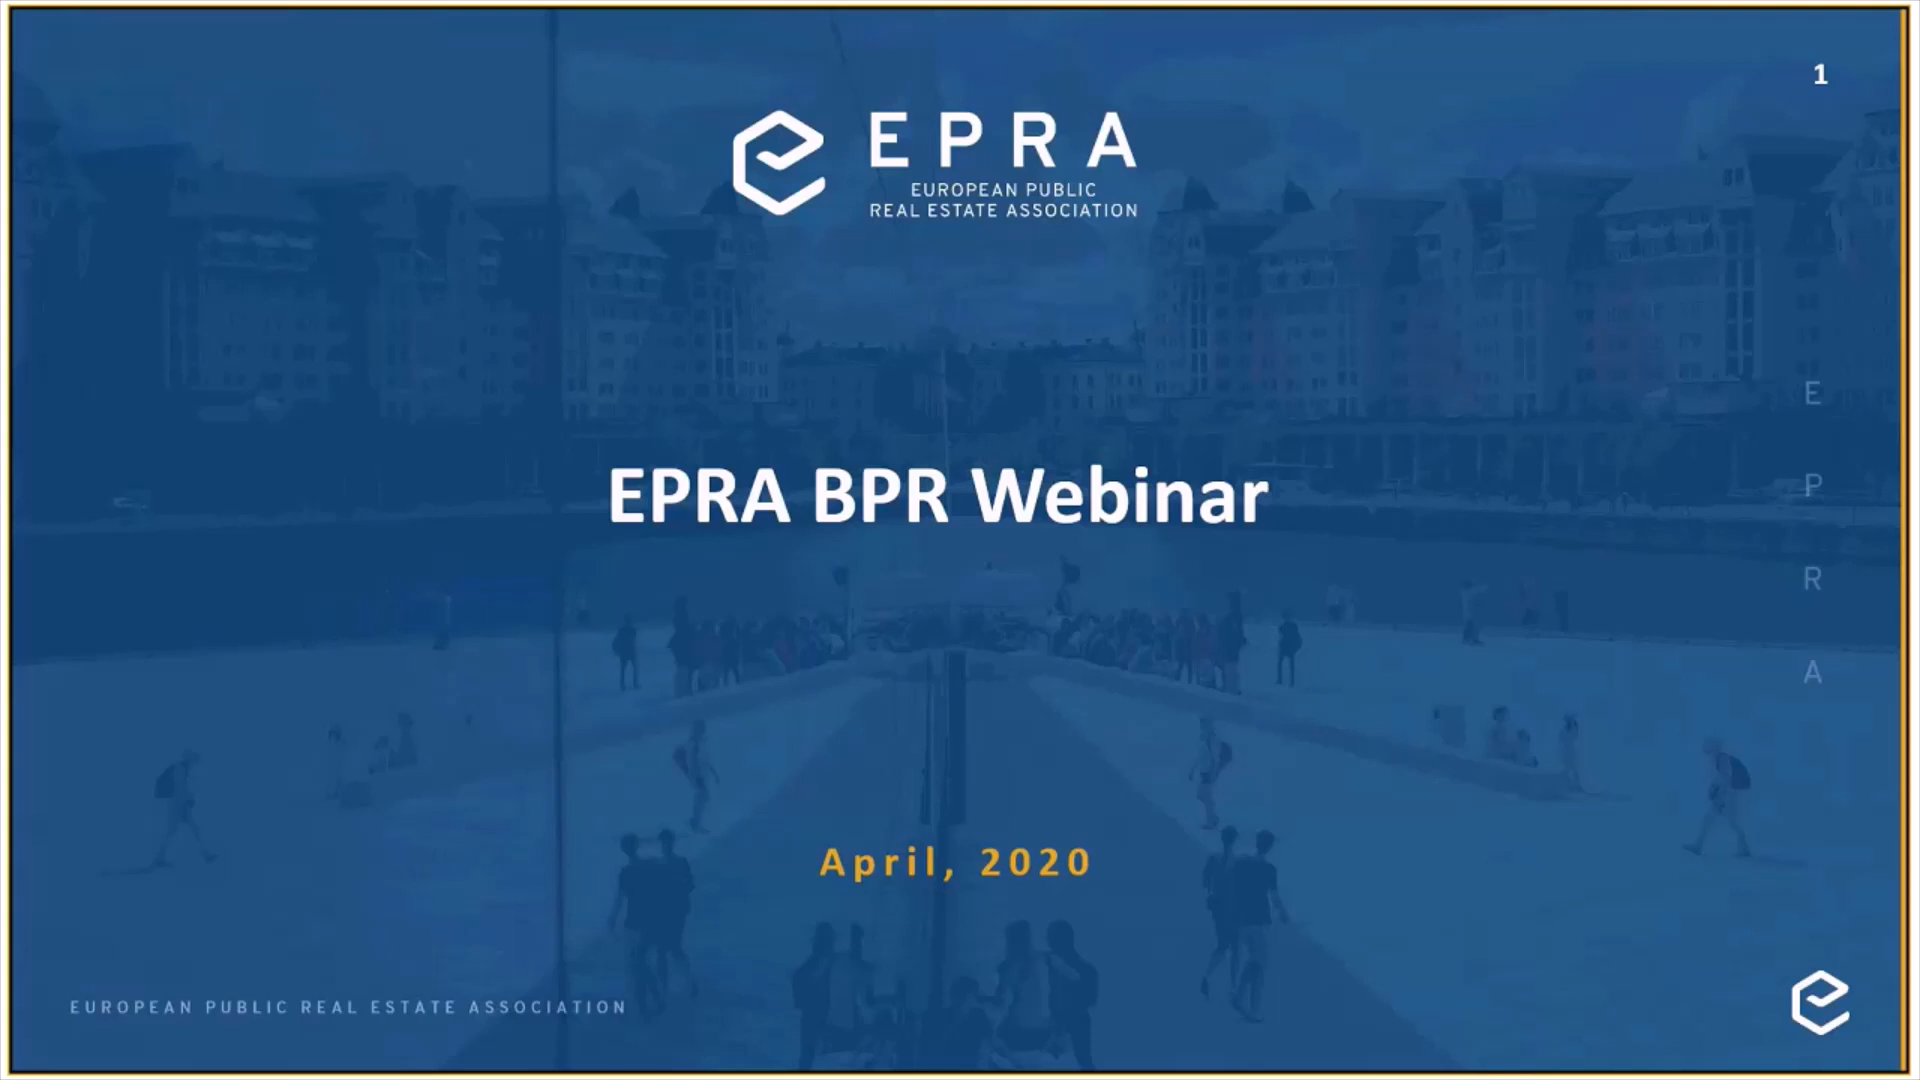 1
EPRA
EUROPEAN PUBLIC
REAL ESTATE ASSOCIATION
EPRA BPR Webinar
E
P
R
A
April, 2020
EUROPEAN PUBLIC REAL ESTATE ASSOCIATION